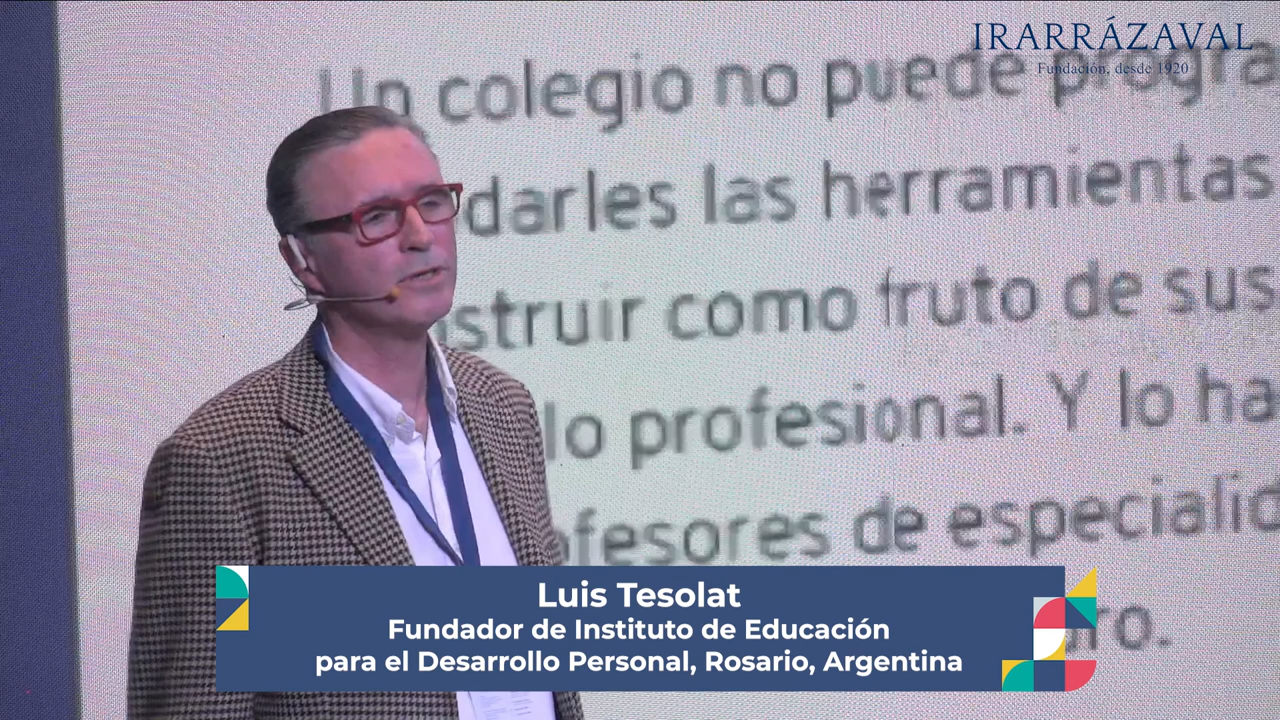 IRARRÁZAVAL
Fundación, desde 1920
Un colegio no puede progra
darles las herramientas
struir como fruto de sus
lo profesional. Y lo ha
ofesores de especialid
ro.
Luis Tesolat
Fundador de Instituto de Educación
para el Desarrollo Personal, Rosario, Argentina